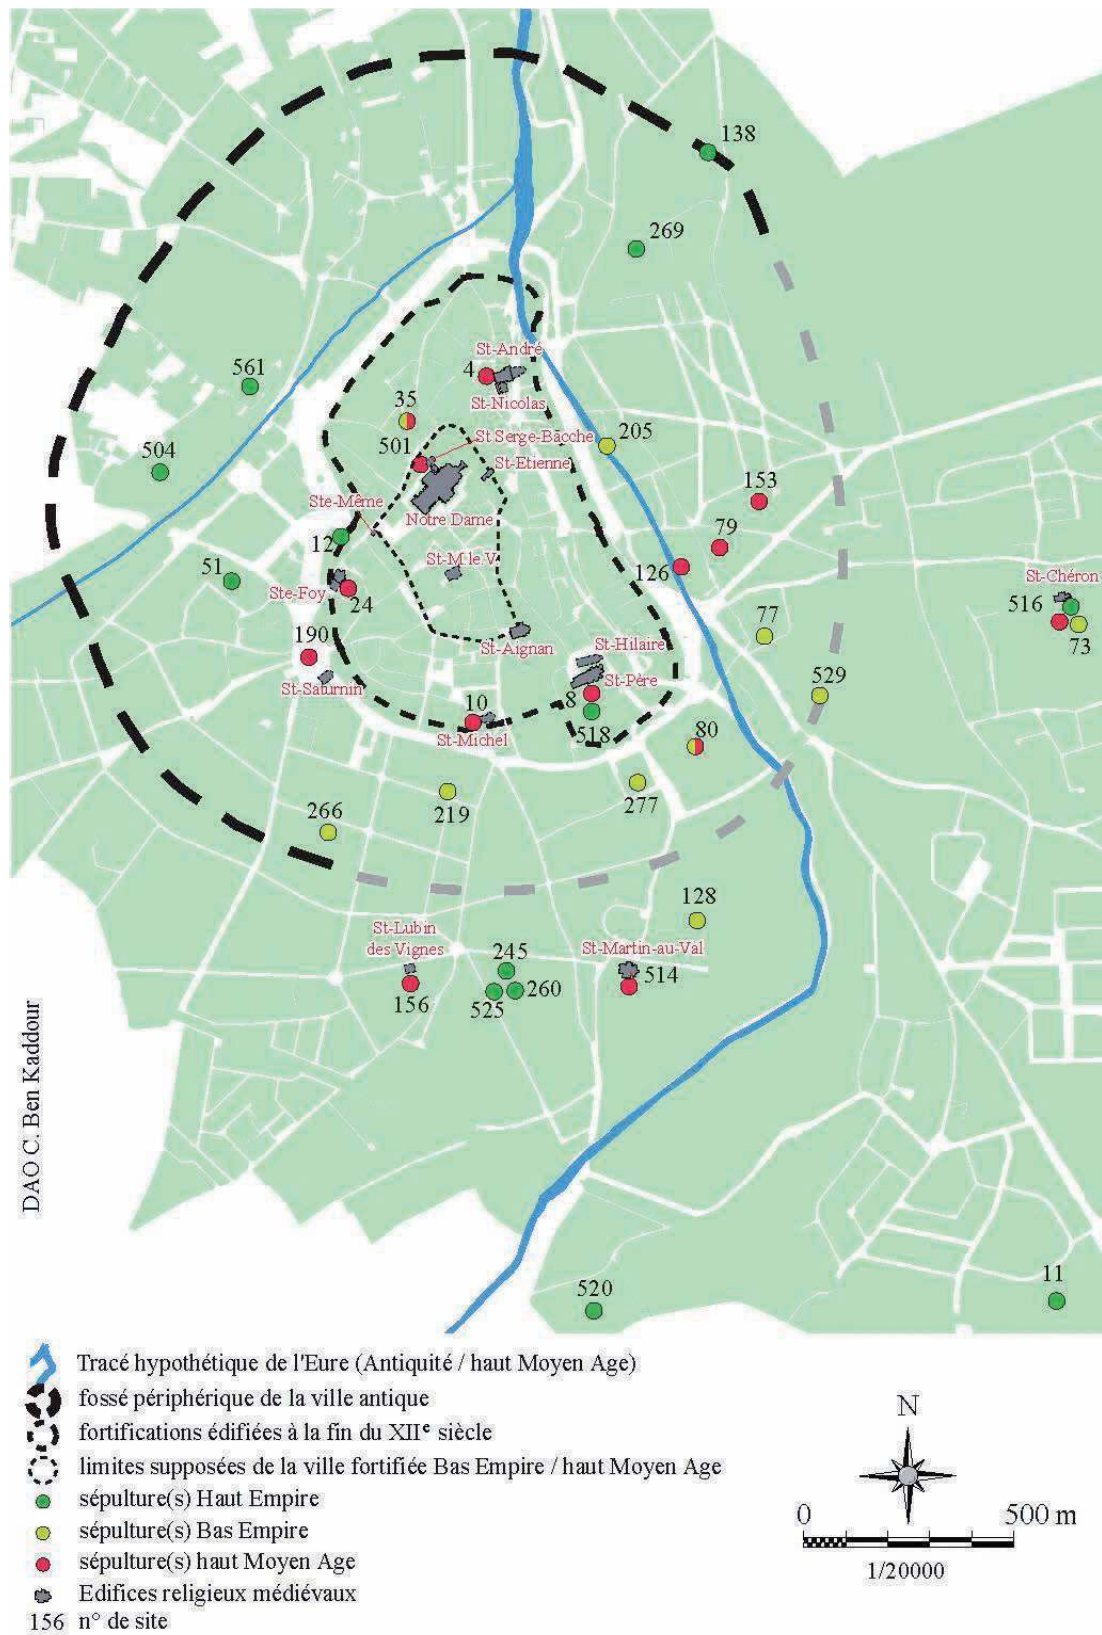 138
269
561
504
St-André
4
St-Nicolas
35
501
St Serge-Bacche
St-Etienne
205
Ste-Même
Notre Dame
153
79
12
126
St-M le V
51
Ste-Foy
24
St-Chéron
516
73
77
190
St-Aignan
St-Hilaire
St-Père
St-Saturnin
529
10
8
St-Michel
518
80
266
219
277
128
St-Lubin
des Vignes
St-Martin-au-Val
245
514
156
525
260
520
11
DAO C. Ben Kaddour
Tracé hypothétique de l'Eure (Antiquité / haut Moyen Age)
fossé périphérique de la ville antique
fortifications édifiées à la fin du XIIe siècle
limites supposées de la ville fortifiée Bas Empire / haut Moyen Age
sépulture(s) Haut Empire
sépulture(s) Bas Empire
sépulture(s) haut Moyen Age
Edifices religieux médiévaux
156 n° de site
N
0 500 m
1/20000